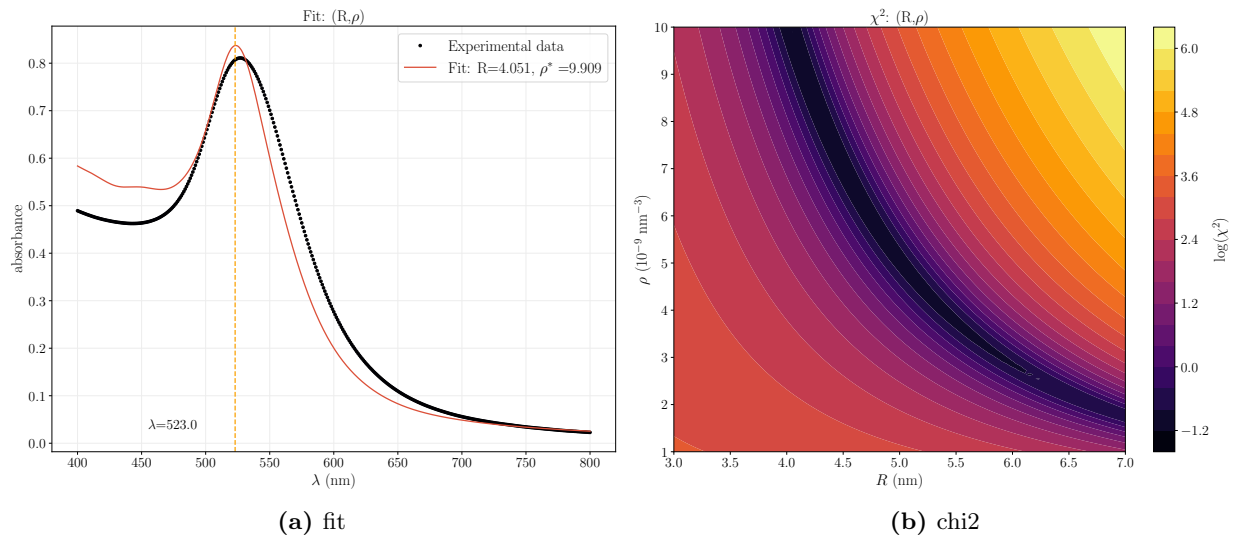 Fit: (R,ρ)
Experimental data
Fit: R=4.051, ρ* =9.909
0.8
0.7
0.6
0.5
0.4
0.3
0.2
0.1
0.0
absorbance
λ=523.0
400 450 500 550 600 650 700 750 800
λ (nm)
(a) fit
χ²: (R,ρ)
10
9
8
7
6
5
4
3
2
1
ρ (10⁻⁹ nm⁻³)
3.0 3.5 4.0 4.5 5.0 5.5 6.0 6.5 7.0
R (nm)
6.0
4.8
3.6
2.4
1.2
0.0
−1.2
log(χ²)
(b) chi2